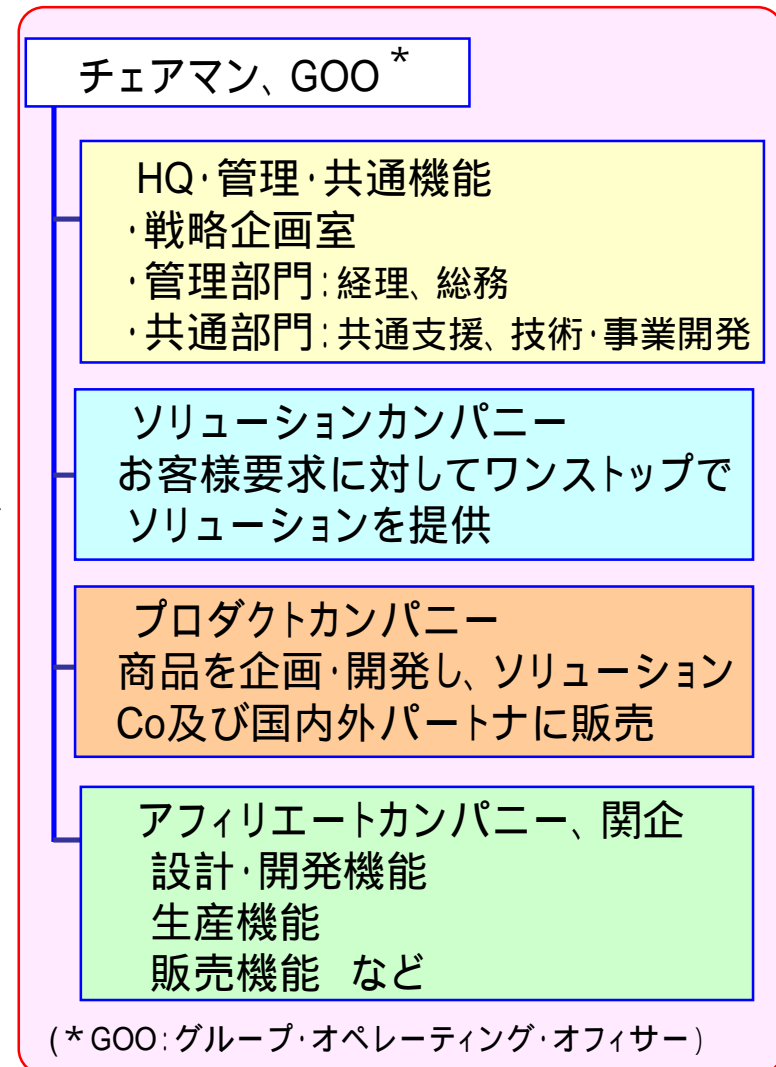 チェアマン、GOO*
HQ・管理・共通機能
・戦略企画室
・管理部門：経理、総務
・共通部門：共通支援、技術・事業開発
ソリューションカンパニー
お客様要求に対してワンストップで
ソリューションを提供
プロダクトカンパニー
商品を企画・開発し、ソリューション
Co及び国内外パートナに販売
アフィリエートカンパニー、関企
設計・開発機能
生産機能
販売機能 など
(*GOO：グループ・オペレーティング・オフィサー)